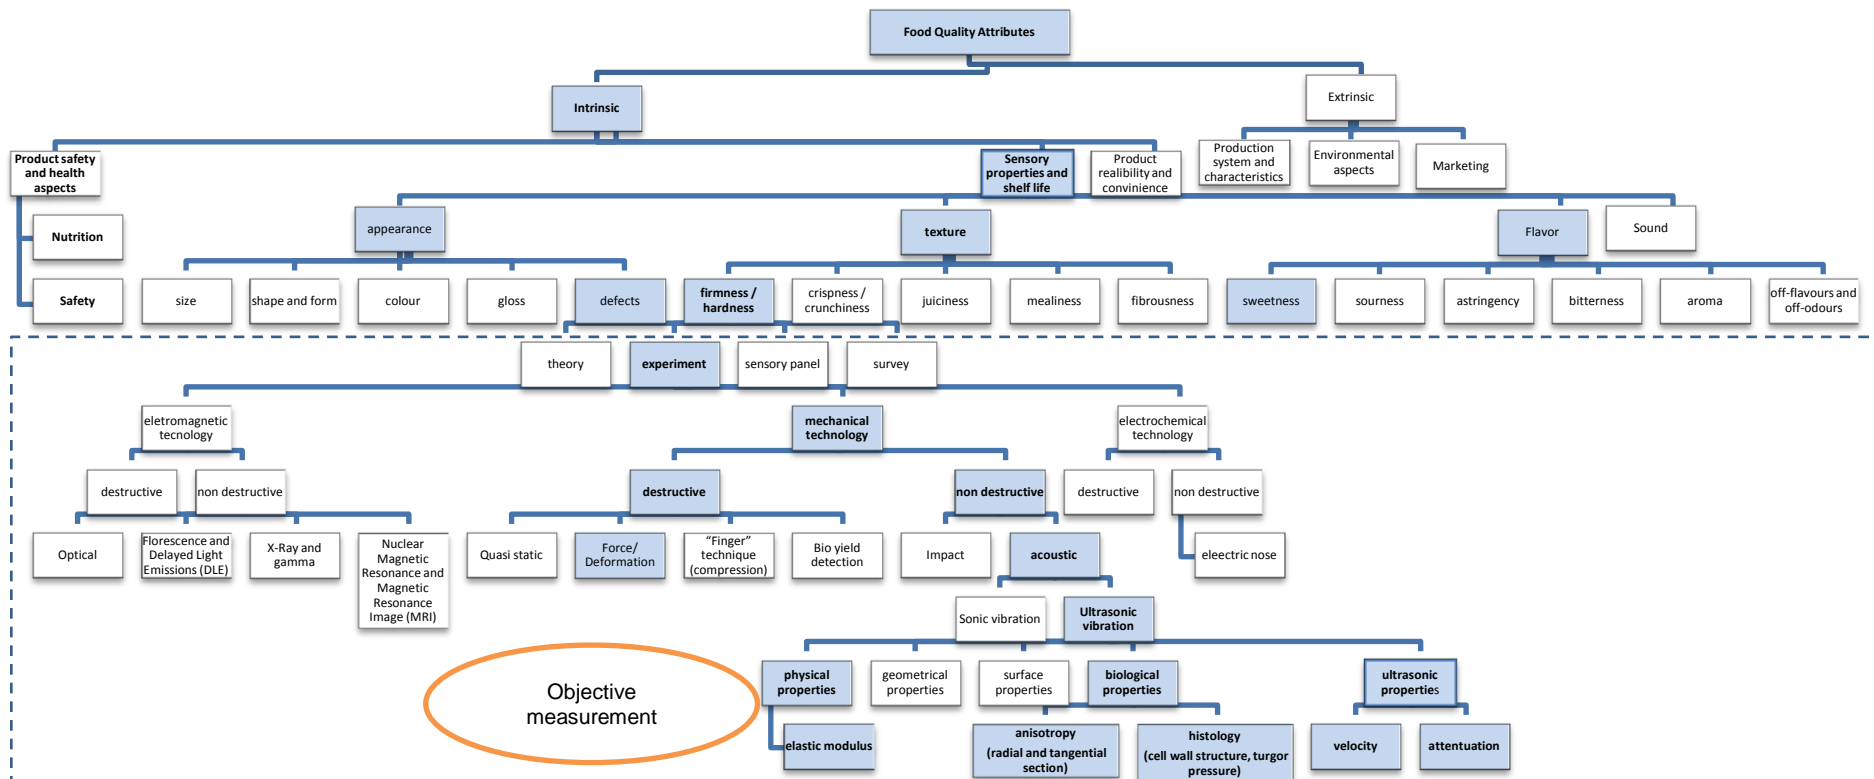 Food Quality Attributes
Intrinsic
Extrinsic
Product safety
and health
aspects
Sensory
properties and
shelf life
Product
realibility and
convinience
Production
system and
characteristics
Environmental
aspects
Marketing
Nutrition
Safety
appearance
texture
Flavor
Sound
size
shape and form
colour
gloss
defects
firmness /
hardness
crispness /
crunchiness
juiciness
mealiness
fibrousness
sweetness
sourness
astringency
bitterness
aroma
off-flavours and
off-odours
theory
experiment
sensory panel
survey
eletromagnetic
tecnology
mechanical
technology
electrochemical
technology
destructive
non destructive
destructive
non destructive
destructive
non destructive
Optical
Florescence and
Delayed Light
Emissions (DLE)
X-Ray and
gamma
Nuclear
Magnetic
Resonance and
Magnetic
Resonance
Image (MRI)
Quasi static
Force/
Deformation
"Finger"
technique
(compression)
Bio yield
detection
Impact
acoustic
eleectric nose
Sonic vibration
Ultrasonic
vibration
Objective
measurement
physical
properties
geometrical
properties
surface
properties
biological
properties
ultrasonic
properties
elastic modulus
anisotropy
(radial and tangential
section)
histology
(cell wall structure, turgor
pressure)
velocity
attentuation